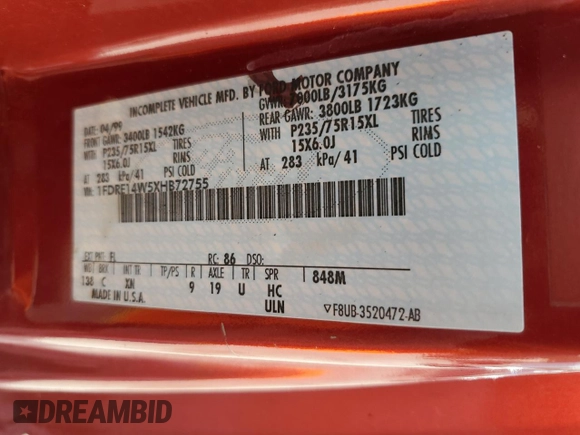 INCOMPLETE VEHICLE MFD. BY FORD MOTOR COMPANY
DATE 04/99
GVWR: 7000LB/3175KG
FRONT GAWR: 3400LB 1542KG
REAR GAWR: 3800LB 1723KG
WITH P235/75R15XL TIRES
WITH P235/75R15XL TIRES
15X6.0J
15X6.0J
AT 283 kPa/41 PSI COLD
AT 283 kPa/41 PSI COLD
1FDRE14W5XHB72755
EXT PNT: FL RC: 86 DSO:
WB BRK INT TR TP/PS R AXLE TR SPR
138 C XN 9 19 U HC 848M
ULN
MADE IN U.S.A.
▽F8UB-3520472-AB
DREAMBID